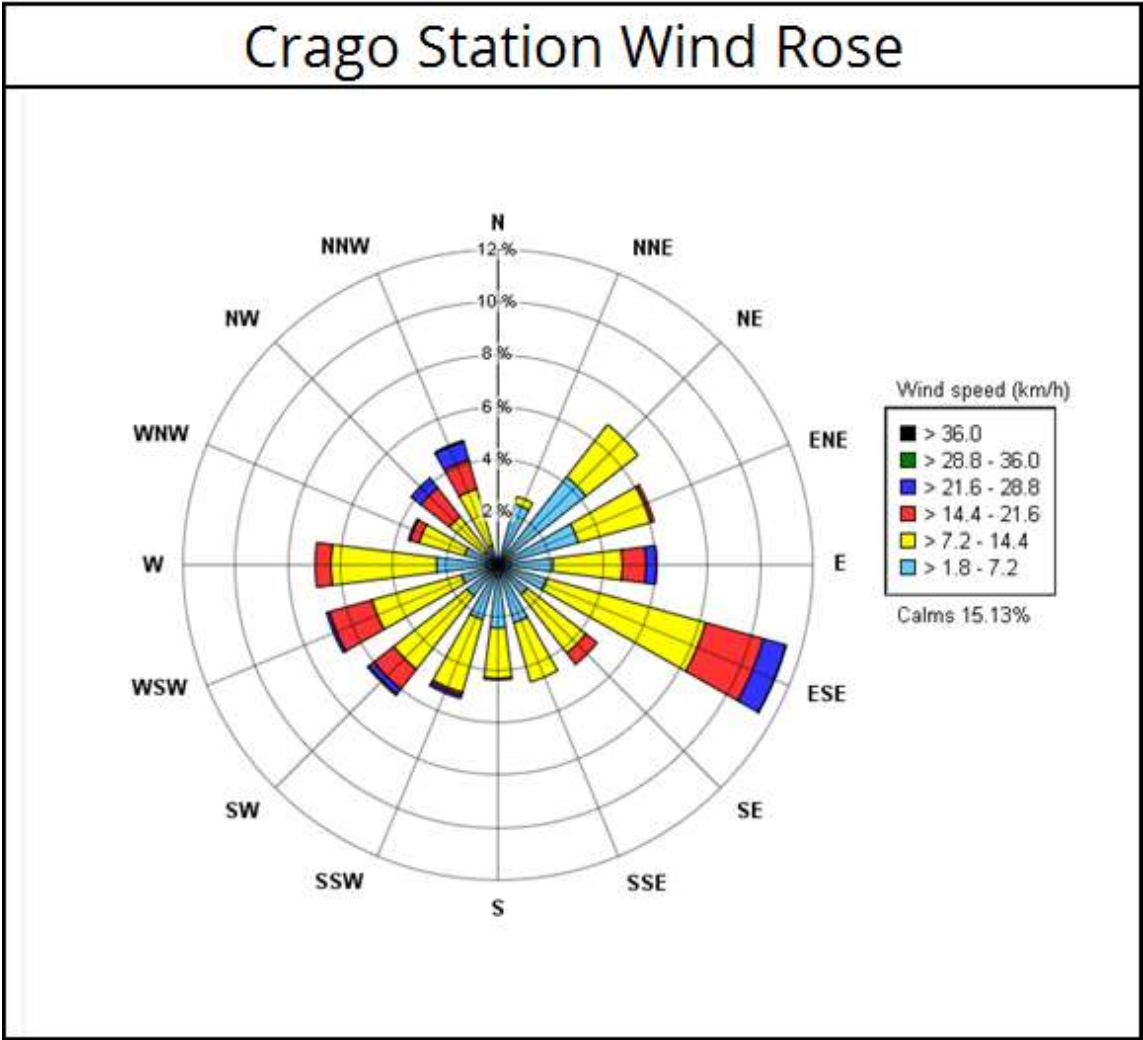 Crago Station Wind Rose
N
NNW
NNE
12 %
10 %
NW
NE
8 %
6 %
Wind speed (km/h)
WNW
ENE
> 36.0
> 28.8 - 36.0
4 %
> 21.6 - 28.8
2 %
> 14.4 - 21.6
> 7.2 - 14.4
W
E
> 1.8 - 7.2
Calms 15.13%
WSW
ESE
SW
SE
SSW
SSE
S